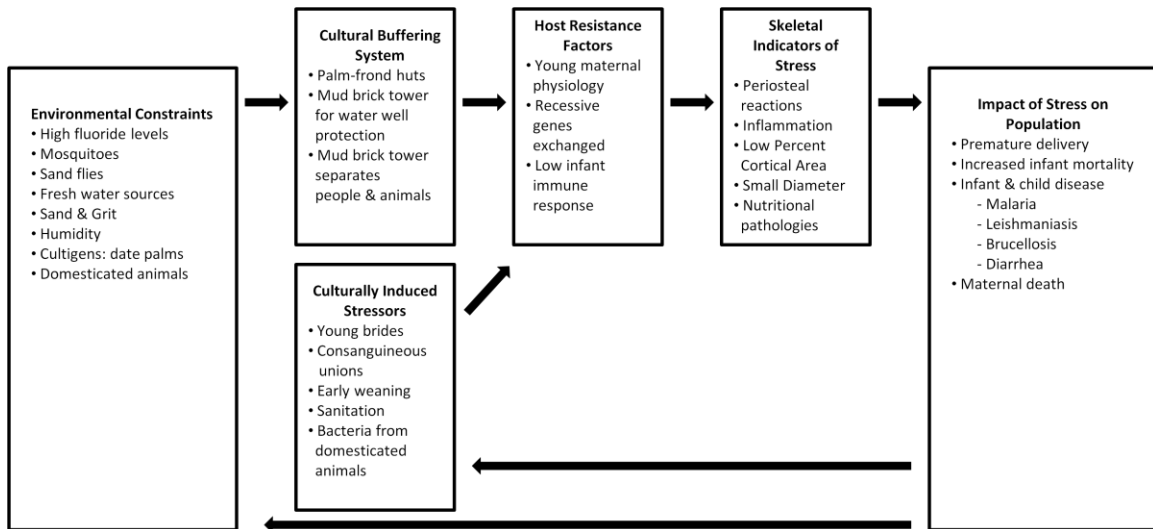 Environmental Constraints
• High fluoride levels
• Mosquitoes
• Sand flies
• Fresh water sources
• Sand & Grit
• Humidity
• Cultigens: date palms
• Domesticated animals
Cultural Buffering
System
• Palm-frond huts
• Mud brick tower
for water well
protection
• Mud brick tower
separates
people & animals
Culturally Induced
Stressors
• Young brides
• Consanguineous
unions
• Early weaning
• Sanitation
• Bacteria from
domesticated
animals
Host Resistance
Factors
• Young maternal
physiology
• Recessive
genes
exchanged
• Low infant
immune
response
Skeletal
Indicators of
Stress
• Periosteal
reactions
• Inflammation
• Low Percent
Cortical Area
• Small Diameter
• Nutritional
pathologies
Impact of Stress on
Population
• Premature delivery
• Increased infant mortality
• Infant & child disease
- Malaria
- Leishmaniasis
- Brucellosis
- Diarrhea
• Maternal death